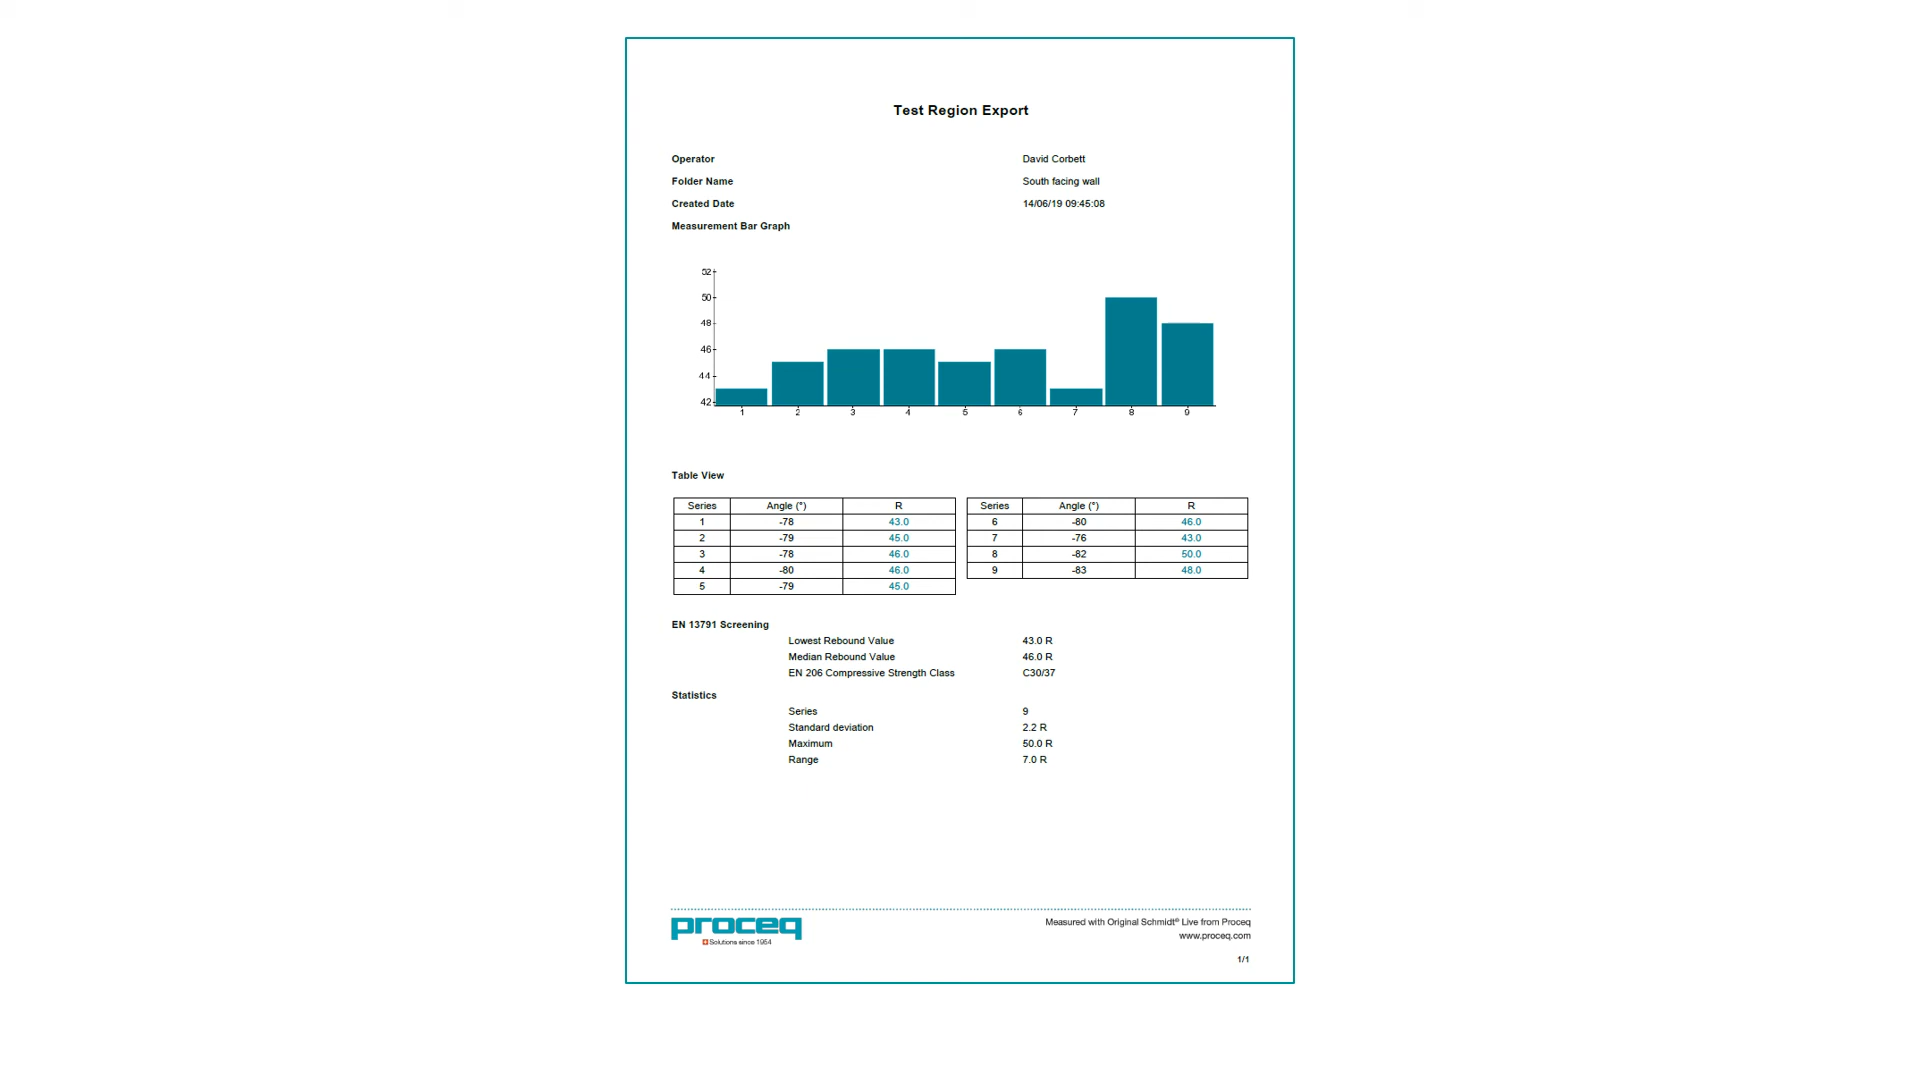 Test Region Export
Operator David Corbett
Folder Name South facing wall
Created Date 14/06/19 09:45:08
Measurement Bar Graph
52
50
48
46
44
42
1 2 3 4 5 6 7 8 9
Table View
Series Angle (°) R Series Angle (°) R
1 -78 43.0 6 -80 46.0
2 -79 45.0 7 -76 43.0
3 -78 46.0 8 -82 50.0
4 -80 46.0 9 -83 48.0
5 -79 45.0
EN 13791 Screening
Lowest Rebound Value 43.0 R
Median Rebound Value 46.0 R
EN 206 Compressive Strength Class C30/37
Statistics
Series 9
Standard deviation 2.2 R
Maximum 50.0 R
Range 7.0 R
proceq Measured with Original Schmidt® Live from Proceq
Solutions since 1954 www.proceq.com
1/1